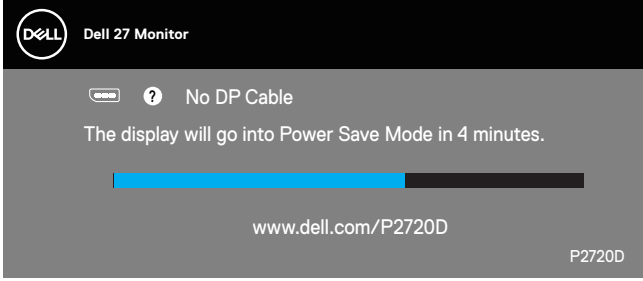 DELL Dell 27 Monitor
? No DP Cable
The display will go into Power Save Mode in 4 minutes.
www.dell.com/P2720D
P2720D